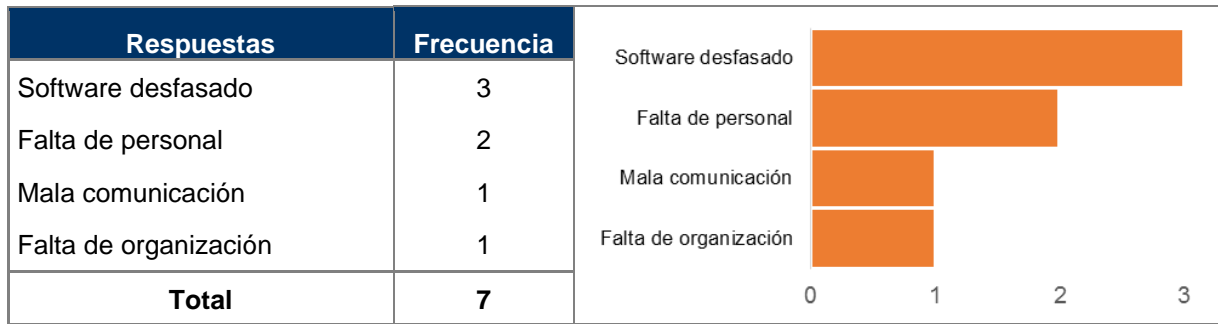 Respuestas Frecuencia
Software desfasado 3
Falta de personal 2
Mala comunicación 1
Falta de organización 1
Total 7
Software desfasado
Falta de personal
Mala comunicación
Falta de organización
0 1 2 3